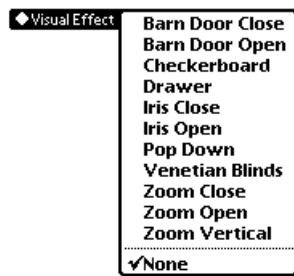 ◆Visual Effect
Barn Door Close
Barn Door Open
Checkerboard
Drawer
Iris Close
Iris Open
Pop Down
Venetian Blinds
Zoom Close
Zoom Open
Zoom Vertical
✓None